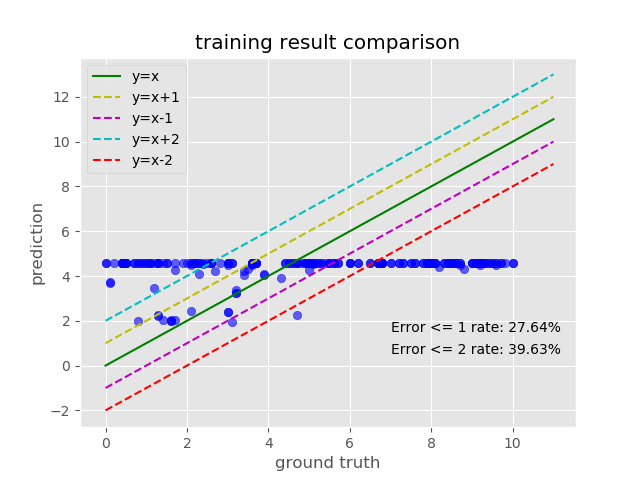 training result comparison
y=x
y=x+1
y=x-1
y=x+2
y=x-2
12
10
8
6
4
2
0
−2
prediction
Error <= 1 rate: 27.64%
Error <= 2 rate: 39.63%
0 2 4 6 8 10
ground truth